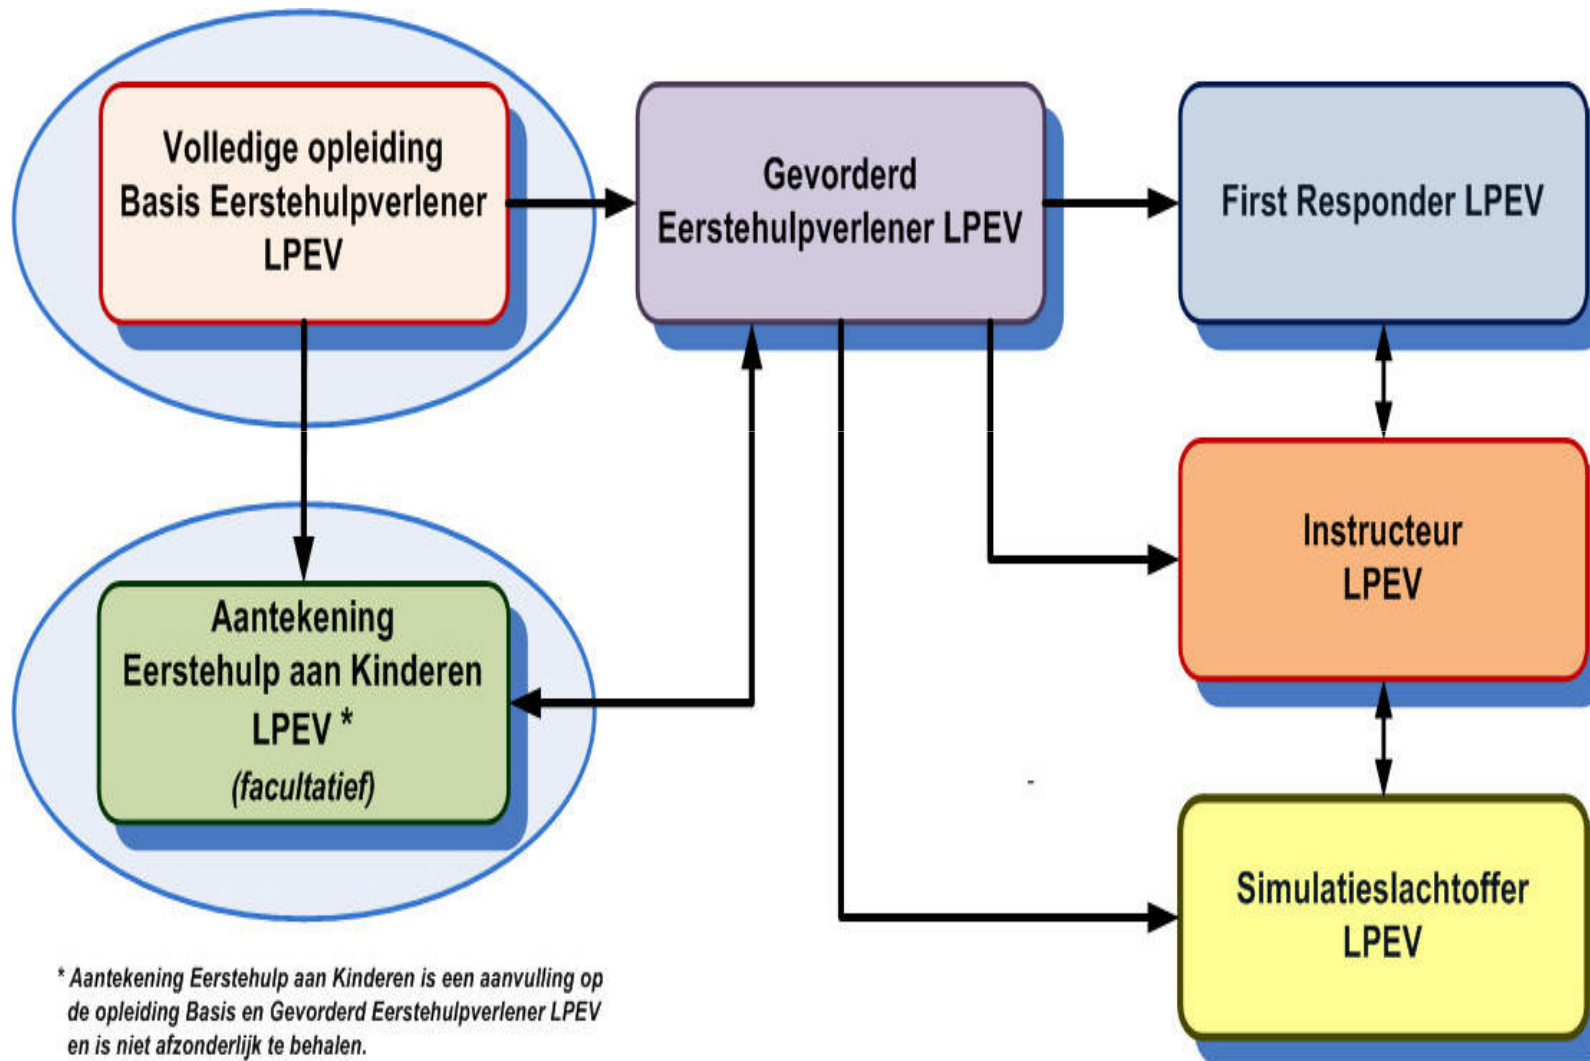 Volledige opleiding
Basis Eerstehulpverlener
LPEV
Gevorderd
Eerstehulpverlener LPEV
First Responder LPEV
Instructeur
LPEV
Aantekening
Eerstehulp aan Kinderen
LPEV *
(facultatief)
Simulatieslachtoffer
LPEV
* Aantekening Eerstehulp aan Kinderen is een aanvulling op
de opleiding Basis en Gevorderd Eerstehulpverlener LPEV
en is niet afzonderlijk te behalen.